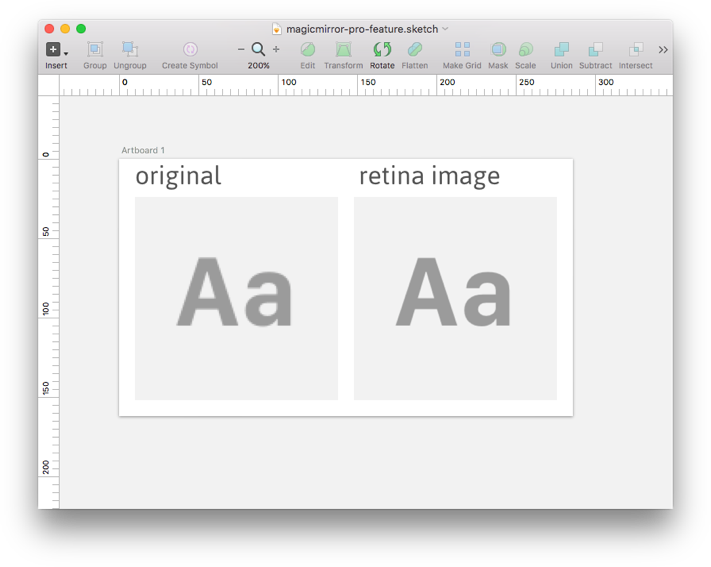 magicmirror-pro-feature.sketch
Insert Group Ungroup Create Symbol 200% Edit Transform Rotate Flatten Make Grid Mask Scale Union Subtract Intersect
0 50 100 150 200 250 300
0
50
100
150
200
Artboard 1
original retina image
Aa Aa